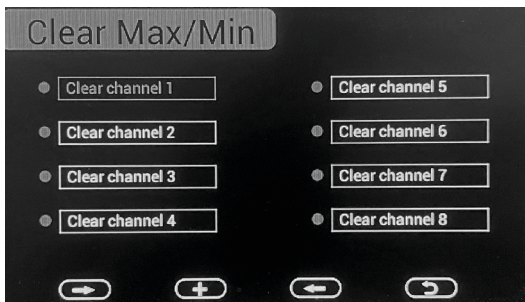 Clear Max/Min
Clear channel 1
Clear channel 2
Clear channel 3
Clear channel 4
Clear channel 5
Clear channel 6
Clear channel 7
Clear channel 8